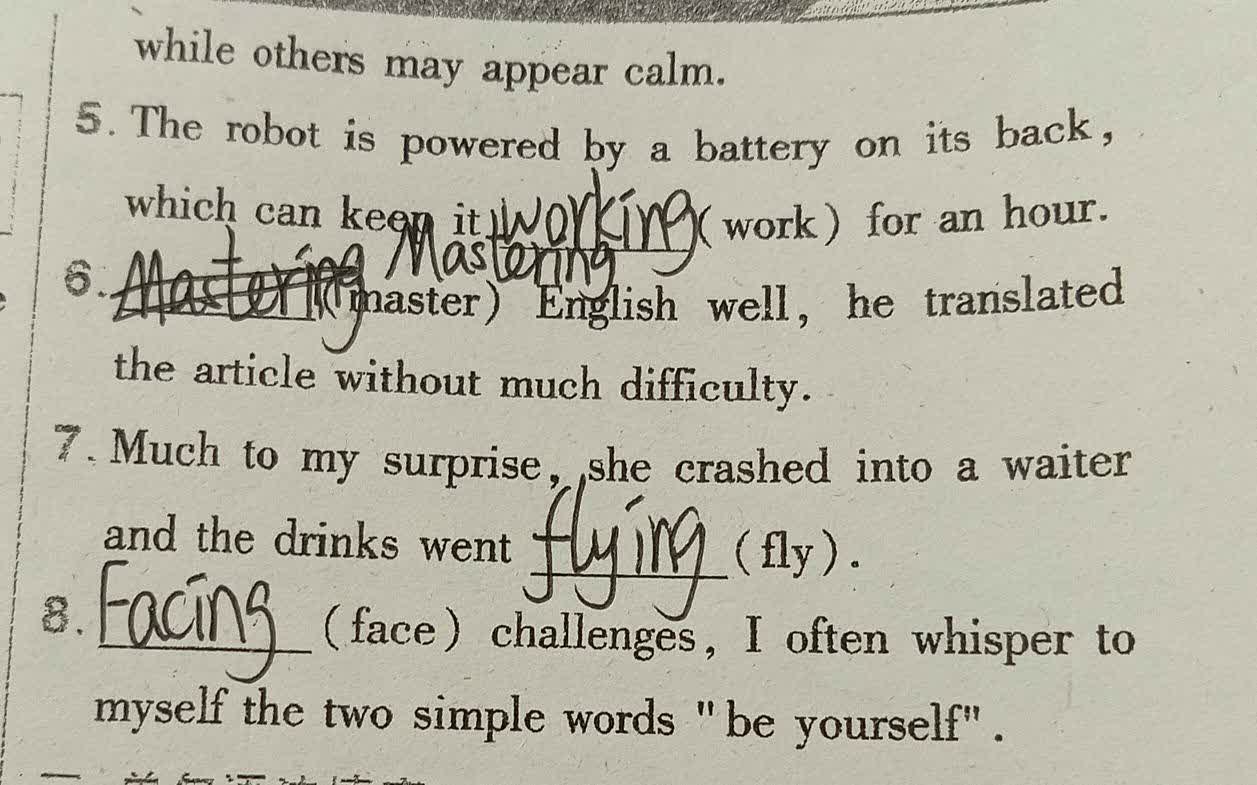 while others may appear calm.
5. The robot is powered by a battery on its back,
which can keep it working (work) for an hour.
Mastering
6. Mastering (master) English well, he translated
the article without much difficulty.
7. Much to my surprise, she crashed into a waiter
and the drinks went flying (fly).
8. Facing (face) challenges, I often whisper to
myself the two simple words "be yourself".